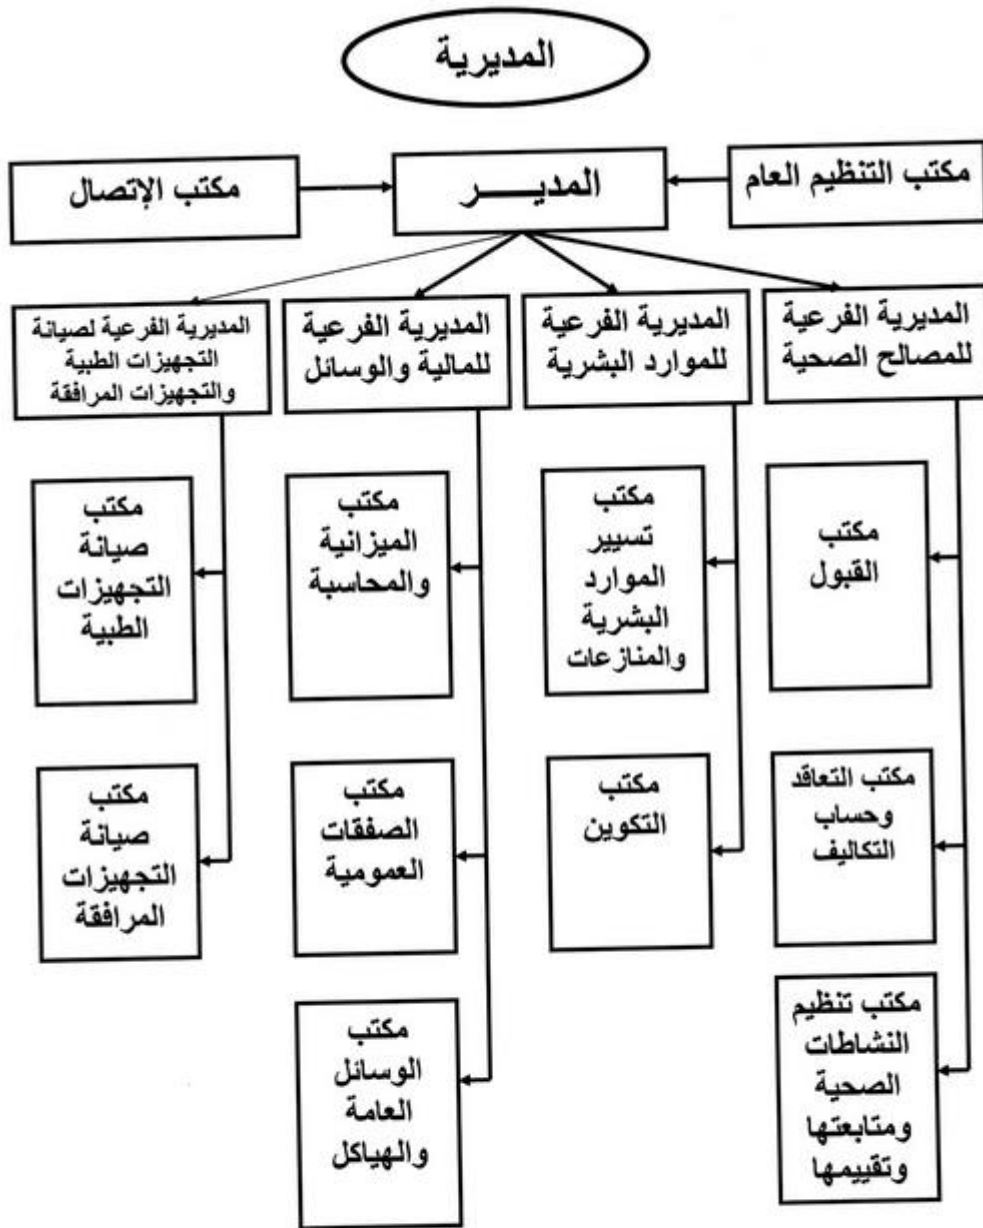 المديرية
مكتب التنظيم العام
المديـــــر
مكتب الإتصال
المديرية الفرعية
للمصالح الصحية
المديرية الفرعية
للموارد البشرية
المديرية الفرعية
للمالية والوسائل
المديرية الفرعية لصيانة
التجهيزات الطبية
والتجهيزات المرافقة
مكتب
القبول
مكتب
تسيير
الموارد
البشرية
والمنازعات
مكتب
الميزانية
والمحاسبة
مكتب
صيانة
التجهيزات
الطبية
مكتب التعاقد
وحساب
التكاليف
مكتب
التكوين
مكتب
الصفقات
العمومية
مكتب
صيانة
التجهيزات
المرافقة
مكتب تنظيم
النشاطات
الصحية
ومتابعتها
وتقييمها
مكتب
الوسائل
العامة
والهياكل